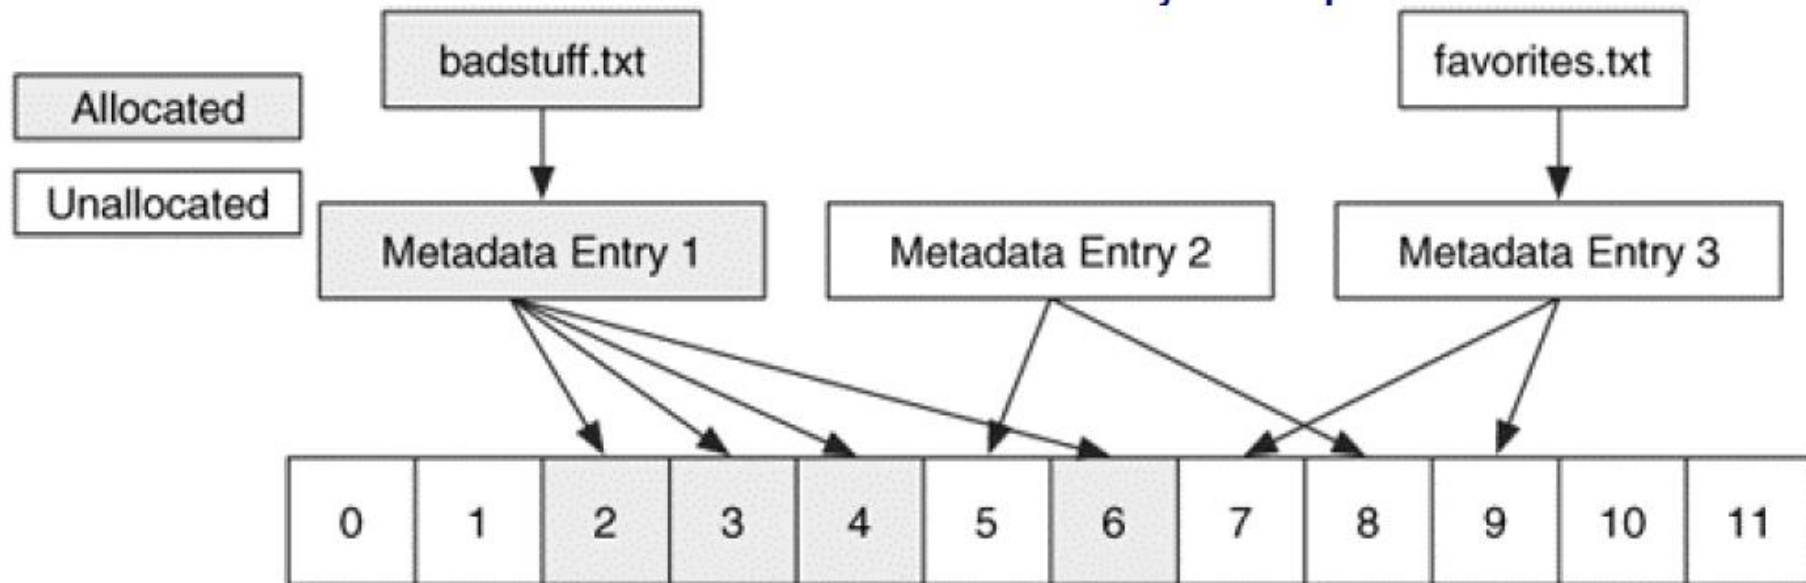 badstuff.txt
favorites.txt
Allocated
Unallocated
Metadata Entry 1
Metadata Entry 2
Metadata Entry 3
0 1 2 3 4 5 6 7 8 9 10 11